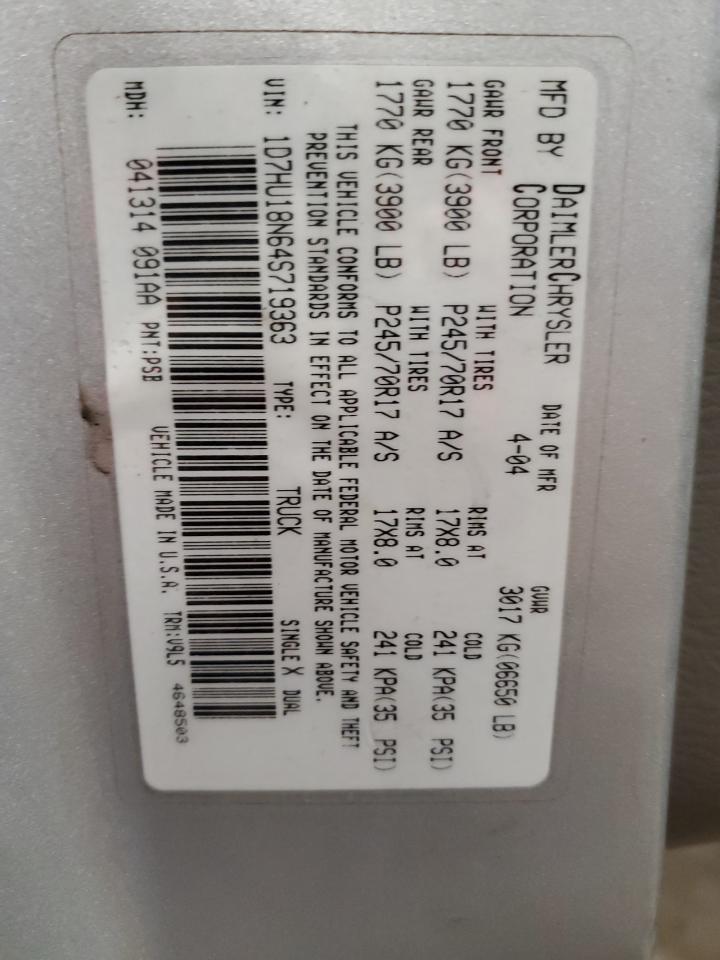 MFD BY DAIMLERCHRYSLER CORPORATION
DATE OF MFR 4-04
GVWR 3017 KG(06650 LB)
GAWR FRONT WITH TIRES RIMS AT COLD
1770 KG(3900 LB) P245/70R17 A/S 17X8.0 241 KPA(35 PSI)
GAWR REAR WITH TIRES RIMS AT COLD
1770 KG(3900 LB) P245/70R17 A/S 17X8.0 241 KPA(35 PSI)
THIS VEHICLE CONFORMS TO ALL APPLICABLE FEDERAL MOTOR VEHICLE SAFETY AND THEFT
PREVENTION STANDARDS IN EFFECT ON THE DATE OF MANUFACTURE SHOWN ABOVE.
VIN: 1D7HU18N64S719363 TYPE: TRUCK SINGLE X DUAL
MDH: 041314 091AA PNT:PSB VEHICLE MADE IN U.S.A. TRM:V9L5 4648503